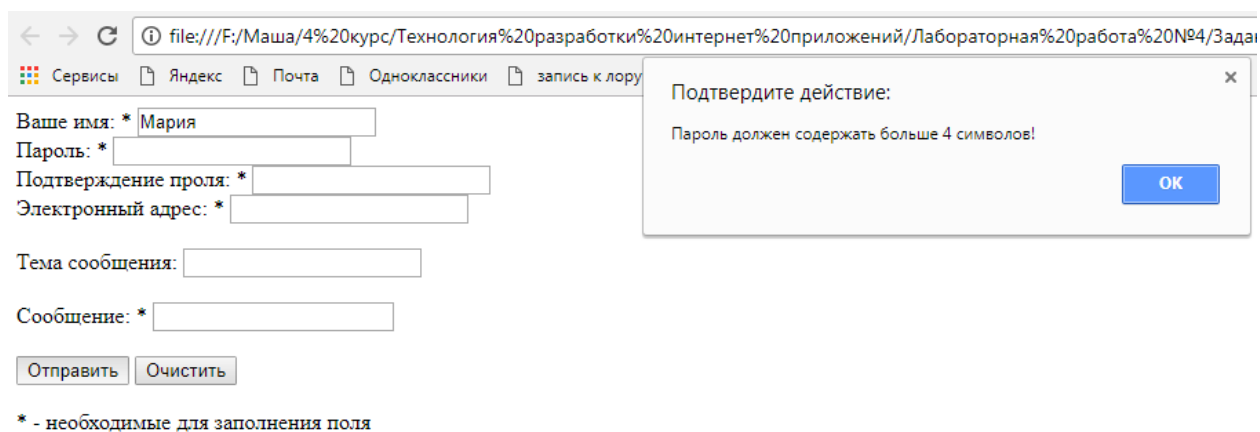 file:///F:/Маша/4%20курс/Технология%20разработки%20интернет%20приложений/Лабораторная%20работа%20№4/Зада
Сервисы Яндекс Почта Одноклассники запись к лору
Подтвердите действие:
Пароль должен содержать больше 4 символов!
OK
Ваше имя: * Мария
Пароль: *
Подтверждение проля: *
Электронный адрес: *
Тема сообщения:
Сообщение: *
Отправить Очистить
* - необходимые для заполнения поля